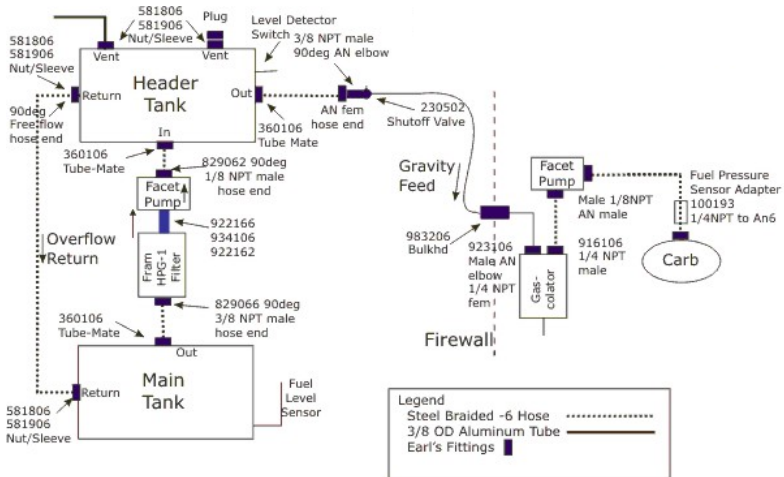 581806
581906
Nut/Sleeve
Plug
Vent
Vent
581806
581906
Nut/Sleeve
Level Detector
Switch
3/8 NPT male
90deg AN elbow
Header
Tank
Return
Out
In
90deg
Free flow
hose end
AN fem
hose end
230502
Shutoff Valve
360106
Tube Mate
360106
Tube-Mate
829062 90deg
1/8 NPT male
hose end
Facet
Pump
922166
934106
922162
Fram
HPG-1
Filter
Overflow
Return
829066 90deg
3/8 NPT male
hose end
360106
Tube-Mate
Out
Main
Tank
Return
581806
581906
Nut/Sleeve
Fuel
Level
Sensor
Gravity
Feed
983206
Bulkhd
923106
Male AN
elbow
1/4 NPT
fem
Firewall
Facet
Pump
Male 1/8NPT
AN male
916106
1/4 NPT
male
Gas-
colator
Fuel Pressure
Sensor Adapter
100193
1/4NPT to An6
Carb
Legend
Steel Braided -6 Hose
3/8 OD Aluminum Tube
Earl's Fittings